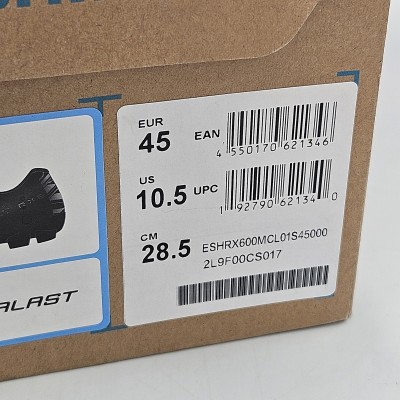 EUR
45
EAN
4 550170 621346
US
10.5
UPC
1 92790 62134 0
CM
28.5
ESHRX600MCL01S45000
2L9F00CS017
ALAST